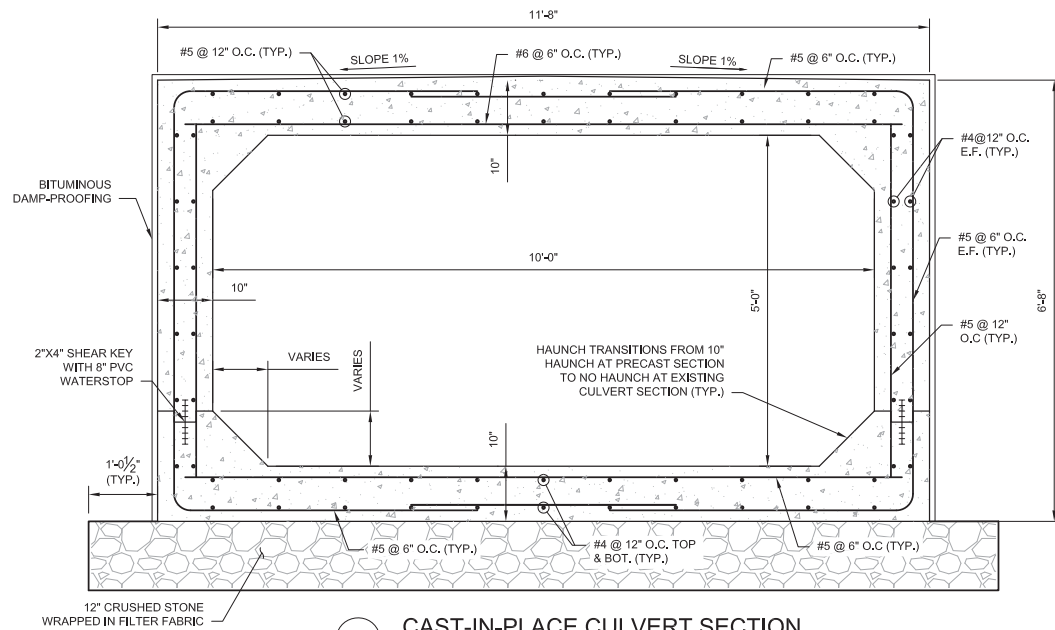 11'-8"
#5 @ 12" O.C. (TYP.)
SLOPE 1%
#6 @ 6" O.C. (TYP.)
SLOPE 1%
#5 @ 6" O.C. (TYP.)
10"
#4@12" O.C.
E.F. (TYP.)
BITUMINOUS
DAMP-PROOFING
#5 @ 6" O.C.
E.F. (TYP.)
10'-0"
5'-0"
6'-8"
10"
#5 @ 12"
O.C (TYP.)
2"X4" SHEAR KEY
WITH 8" PVC
WATERSTOP
VARIES
VARIES
HAUNCH TRANSITIONS FROM 10"
HAUNCH AT PRECAST SECTION
TO NO HAUNCH AT EXISTING
CULVERT SECTION (TYP.)
10"
1'-0½"
(TYP.)
#5 @ 6" O.C. (TYP.)
#4 @ 12" O.C. TOP
& BOT. (TYP.)
#5 @ 6" O.C (TYP.)
12" CRUSHED STONE
WRAPPED IN FILTER FABRIC
CAST-IN-PLACE CULVERT SECTION